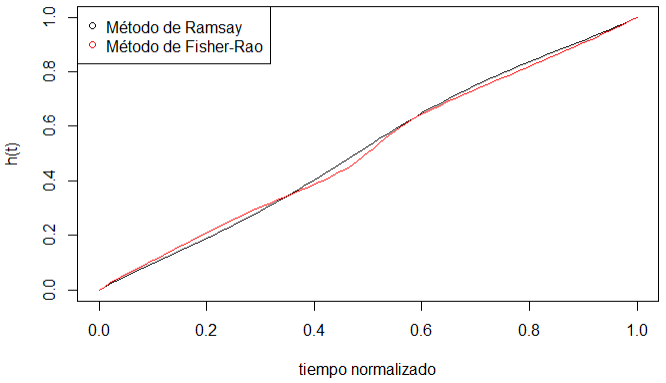 Método de Ramsay
Método de Fisher-Rao
h(t)
1.0
0.8
0.6
0.4
0.2
0.0
0.0 0.2 0.4 0.6 0.8 1.0
tiempo normalizado